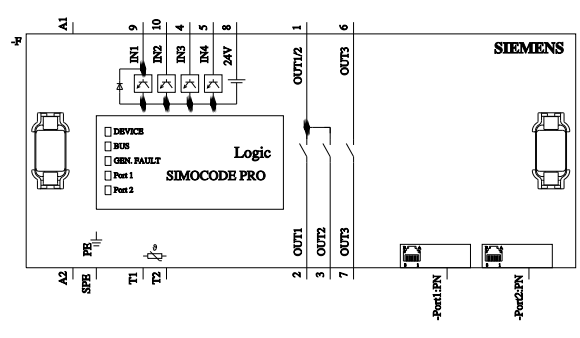 A1
9
10
4
5
8
1
6
IN1
IN2
IN3
IN4
24V
OUT1/2
OUT3
SIEMENS
DEVICE
BUS
GEN. FAULT
Port 1
Port 2
Logic
SIMOCODE PRO
PE
ϑ
OUT1
OUT2
OUT3
A2
SPE
T1
T2
2
3
7
-Port1:PN
-Port2:PN